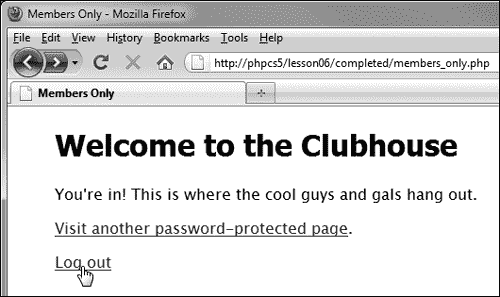 Members Only - Mozilla Firefox
File Edit View History Bookmarks Tools Help
http://phpcs5/lesson06/completed/members_only.php
Members Only
Welcome to the Clubhouse
You're in! This is where the cool guys and gals hang out.
Visit another password-protected page.
Log out